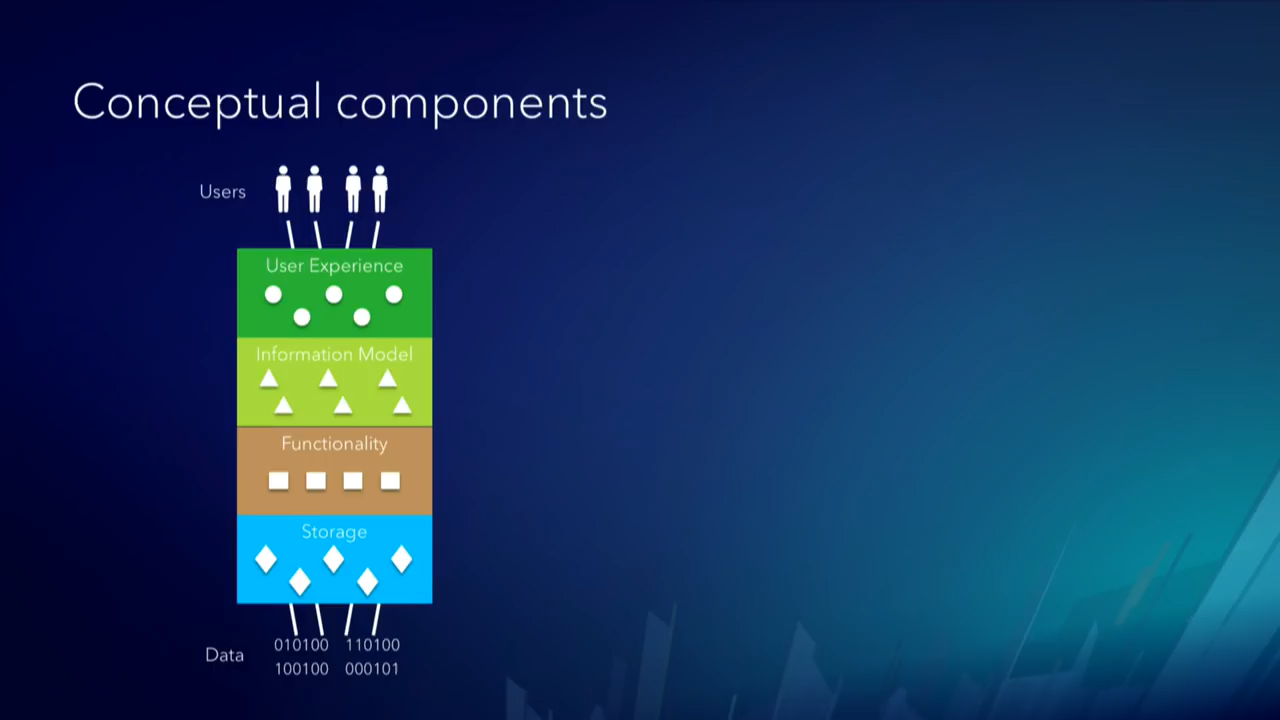 Conceptual components
Users
User Experience
Information Model
Functionality
Storage
010100 110100
Data
100100 000101